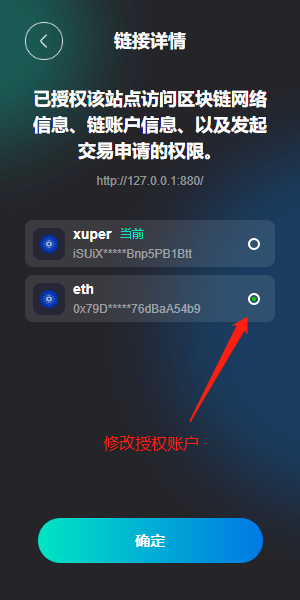 链接详情
已授权该站点访问区块链网络
信息、链账户信息、以及发起
交易申请的权限。
http://127.0.0.1:880/
xuper 当前
iSUiX*****Bnp5PB1Btt
eth
0x79D*****76dBaA54b9
修改授权账户
确定